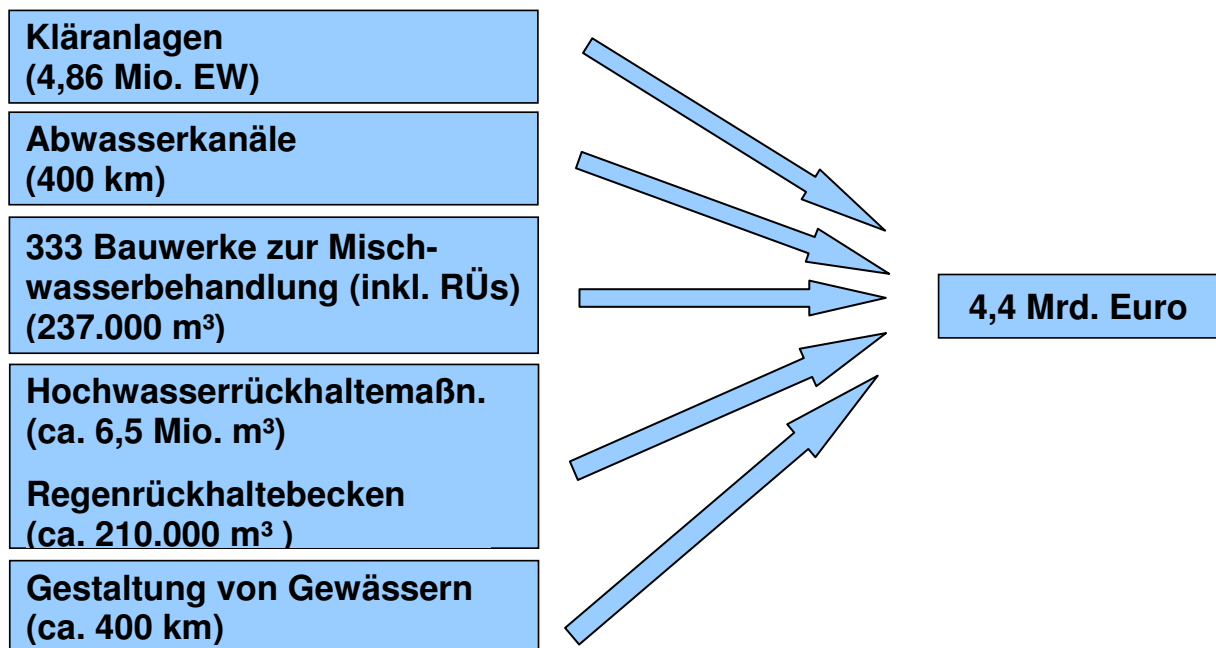 Kläranlagen
(4,86 Mio. EW)
Abwasserkanäle
(400 km)
333 Bauwerke zur Misch-
wasserbehandlung (inkl. RÜs)
(237.000 m³)
Hochwasserrückhaltemaßn.
(ca. 6,5 Mio. m³)
Regenrückhaltebecken
(ca. 210.000 m³ )
Gestaltung von Gewässern
(ca. 400 km)
4,4 Mrd. Euro